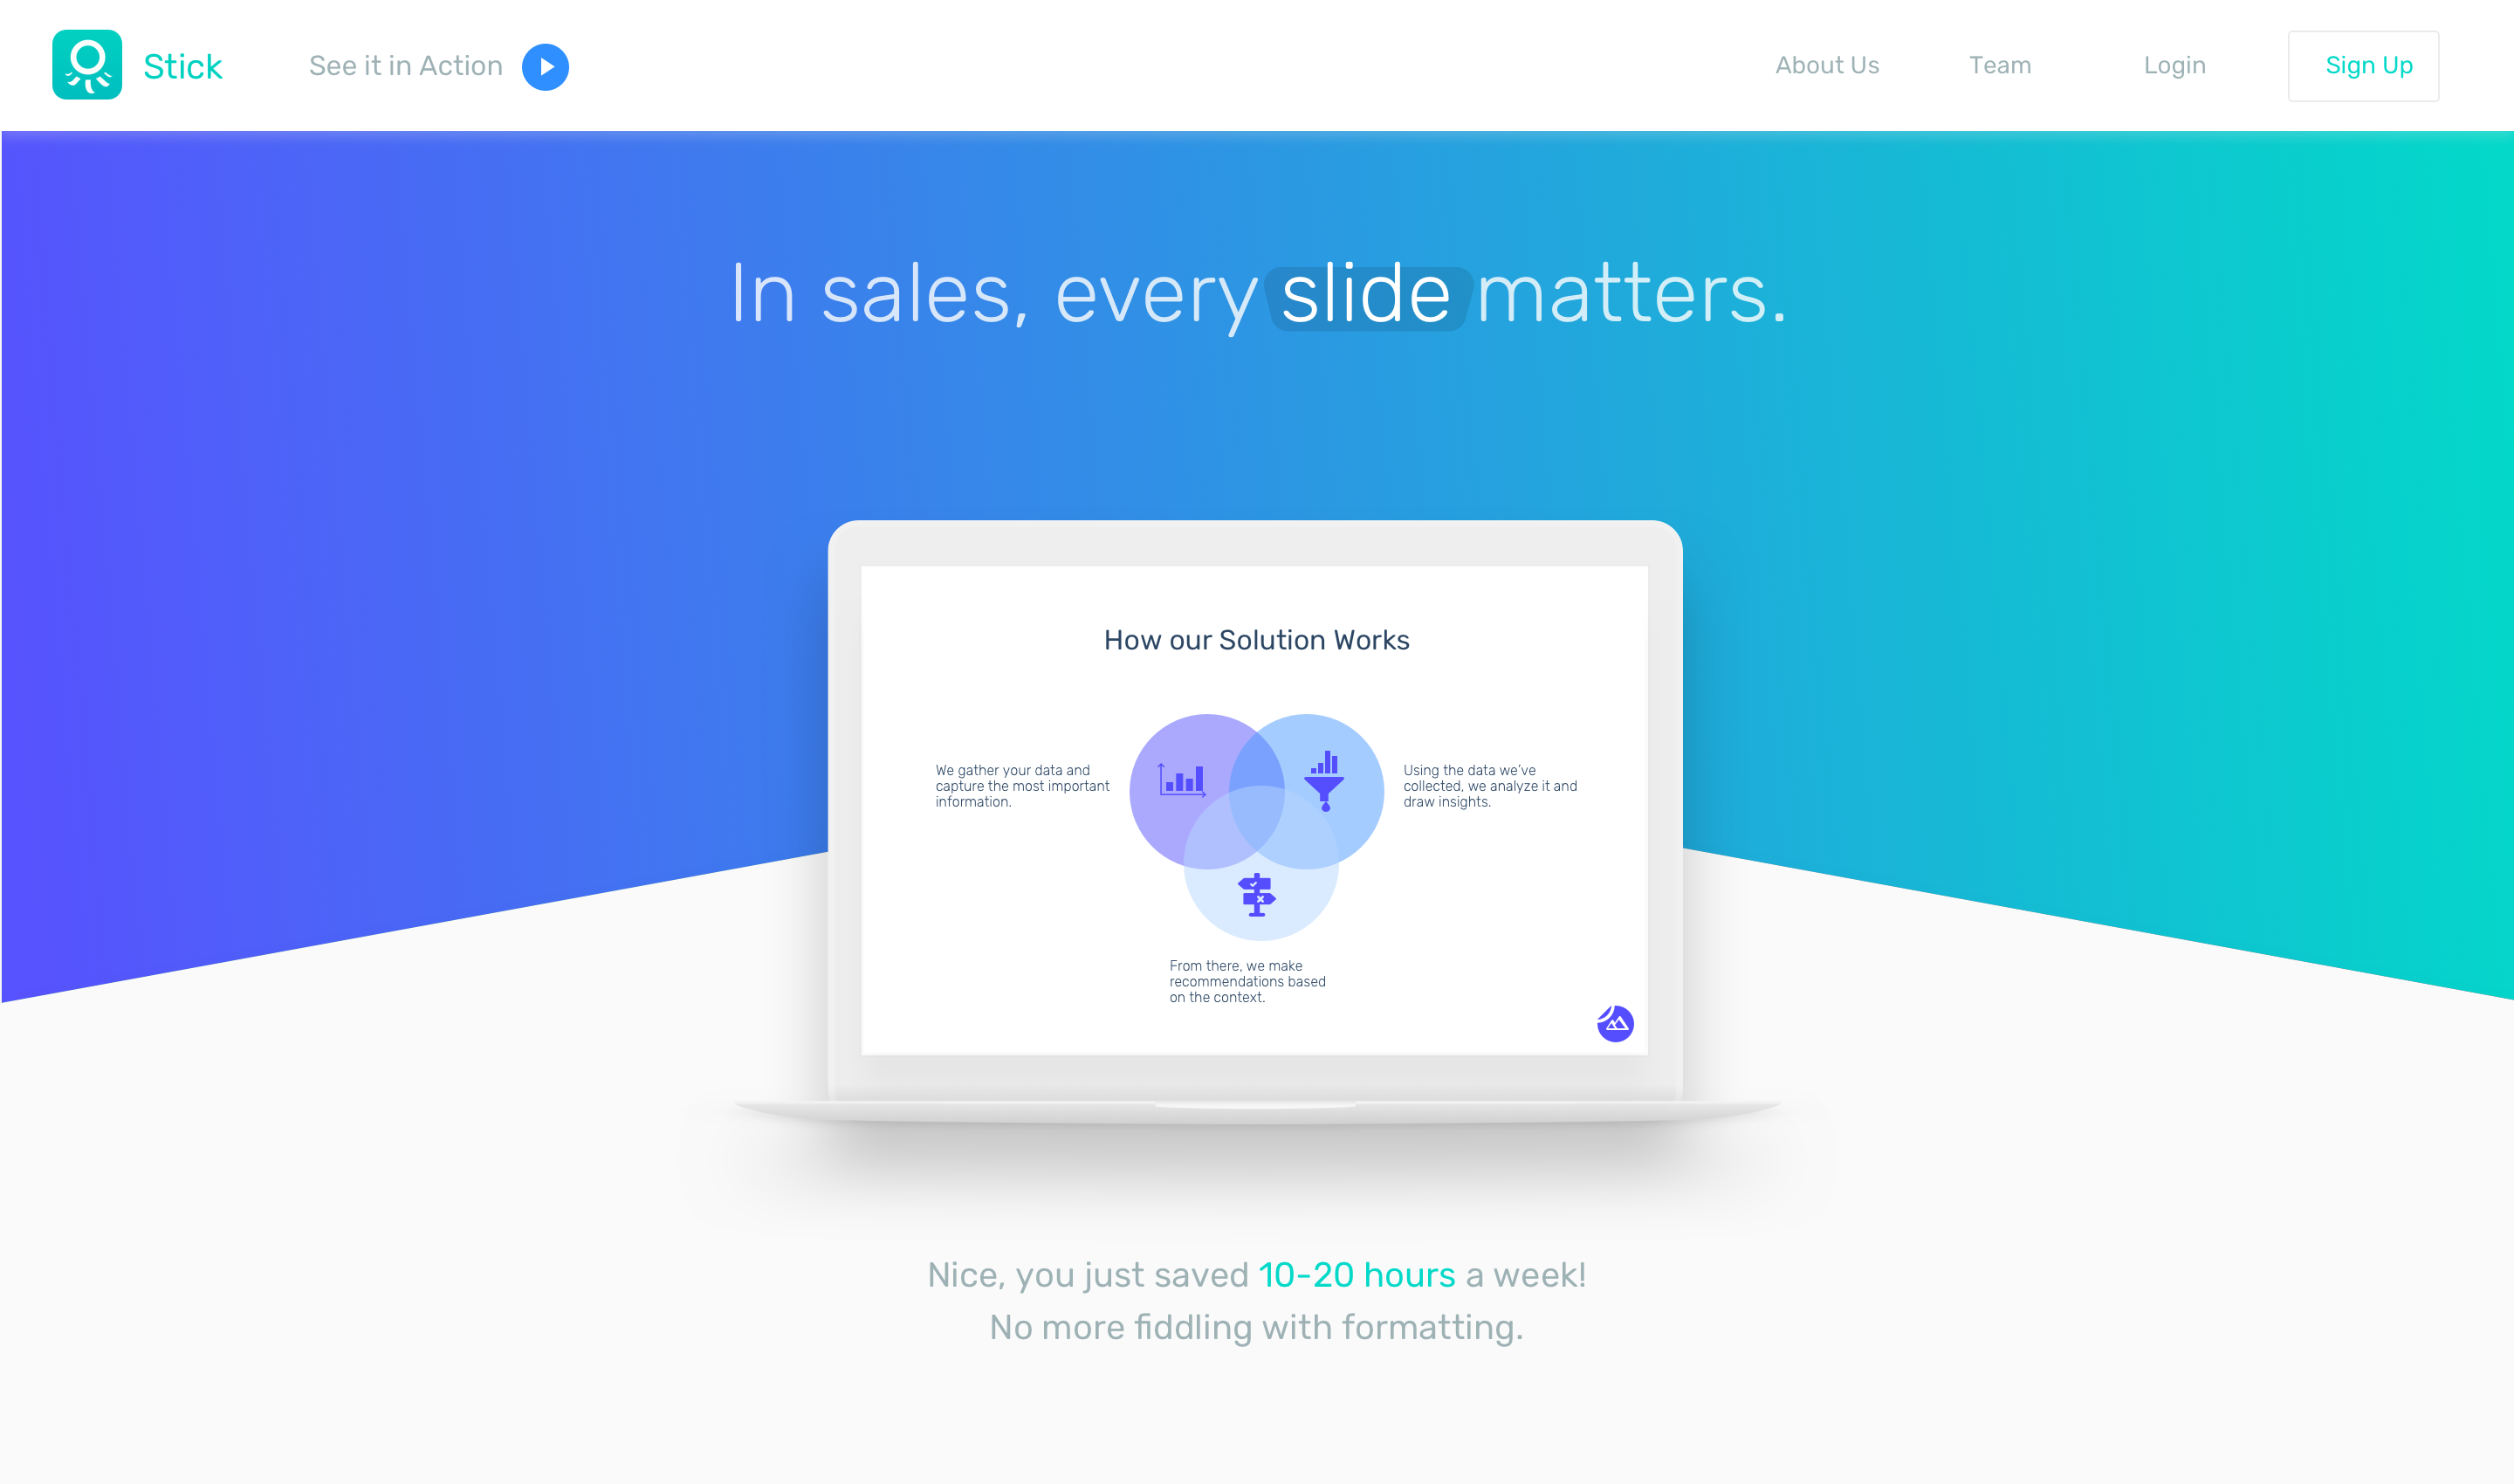 Stick
See it in Action
About Us
Team
Login
Sign Up
In sales, every slide matters.
How our Solution Works
We gather your data and
capture the most important
information.
Using the data we've
collected, we analyze it and
draw insights.
From there, we make
recommendations based
on the context.
Nice, you just saved 10-20 hours a week!
No more fiddling with formatting.